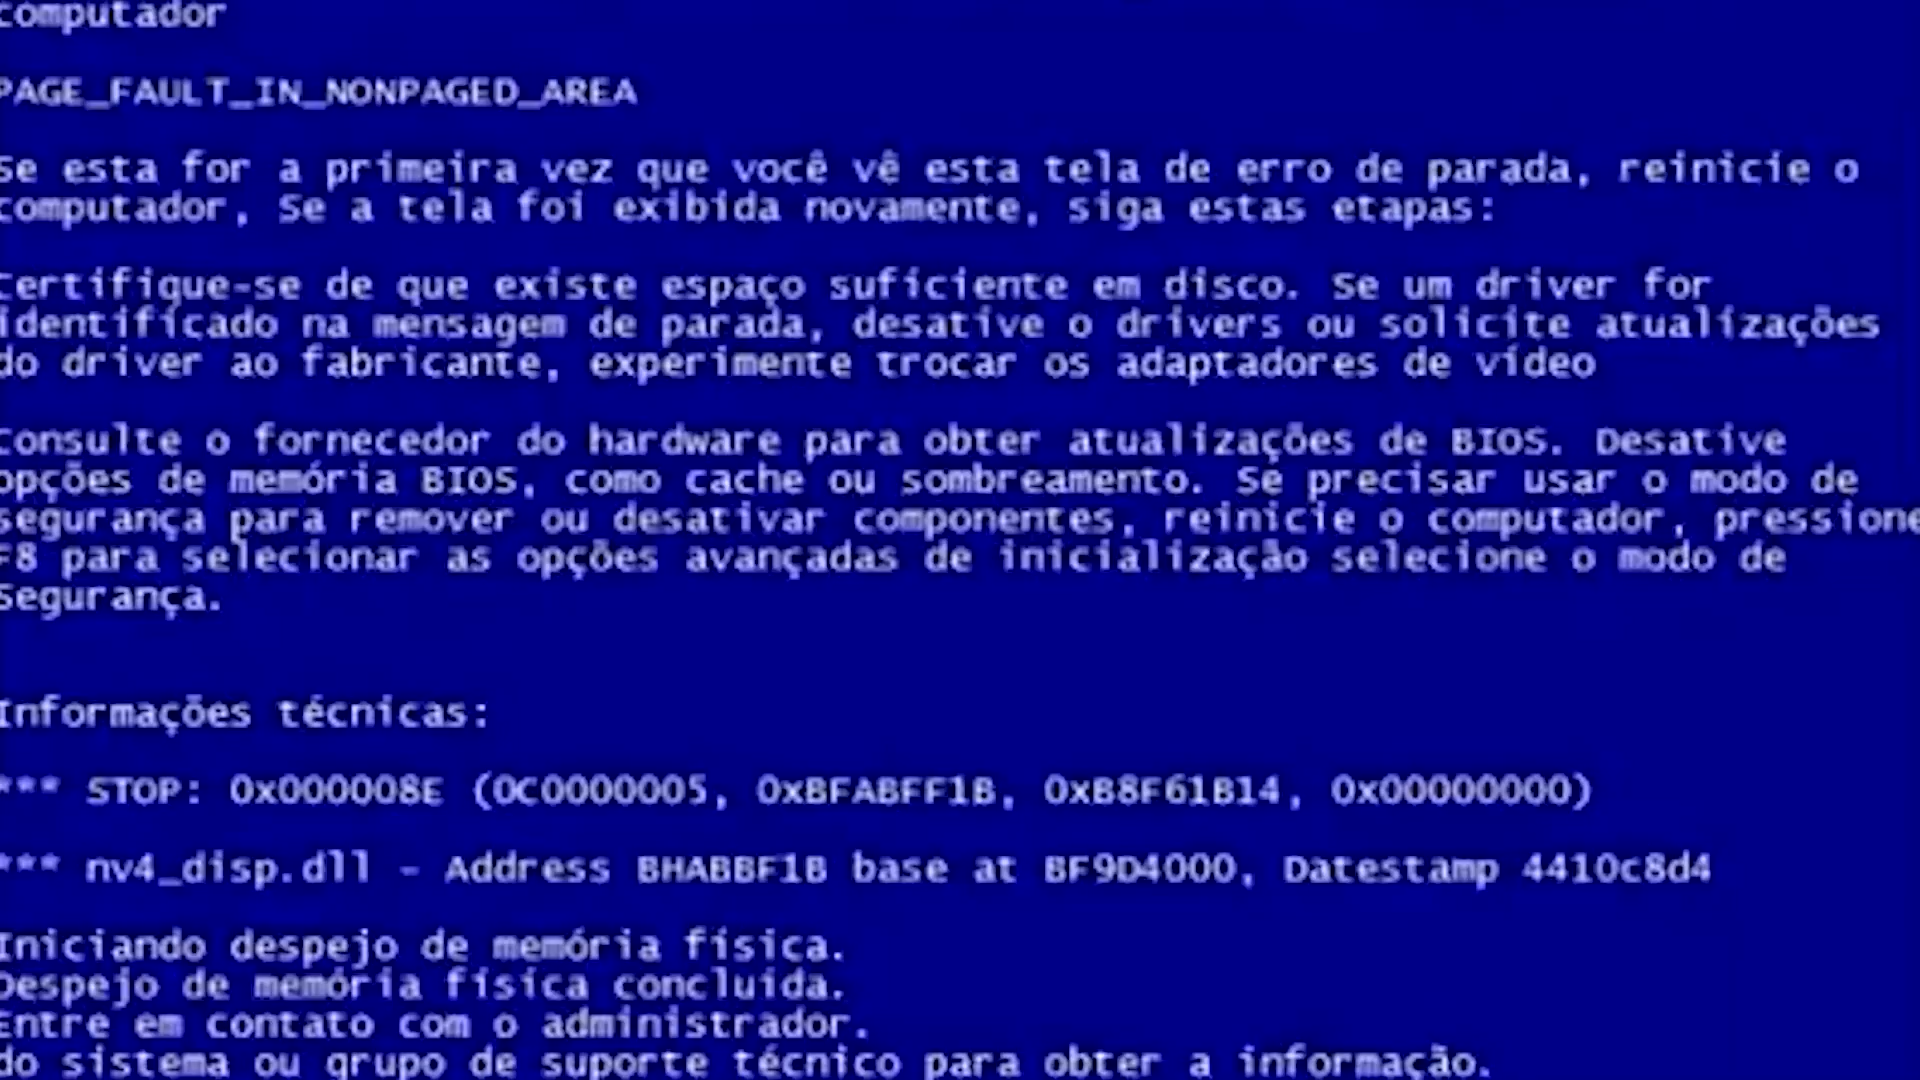 computador
PAGE_FAULT_IN_NONPAGED_AREA
Se esta for a primeira vez que você vê esta tela de erro de parada, reinicie o
computador, Se a tela foi exibida novamente, siga estas etapas:
Certifique-se de que existe espaço suficiente em disco. Se um driver for
identificado na mensagem de parada, desative o drivers ou solicite atualizações
do driver ao fabricante, experimente trocar os adaptadores de vídeo
Consulte o fornecedor do hardware para obter atualizações de BIOS. Desative
opções de memória BIOS, como cache ou sombreamento. Se precisar usar o modo de
segurança para remover ou desativar componentes, reinicie o computador, pressione
F8 para selecionar as opções avançadas de inicialização selecione o modo de
Segurança.
Informações técnicas:
*** STOP: 0x000008E (0C0000005, 0xBFABFF1B, 0xB8F61B14, 0x00000000)
*** nv4_disp.dll - Address BHABBF1B base at BF9D4000, Datestamp 4410c8d4
Iniciando despejo de memória física.
Despejo de memória física concluída.
Entre em contato com o administrador.
do sistema ou grupo de suporte técnico para obter a informação.